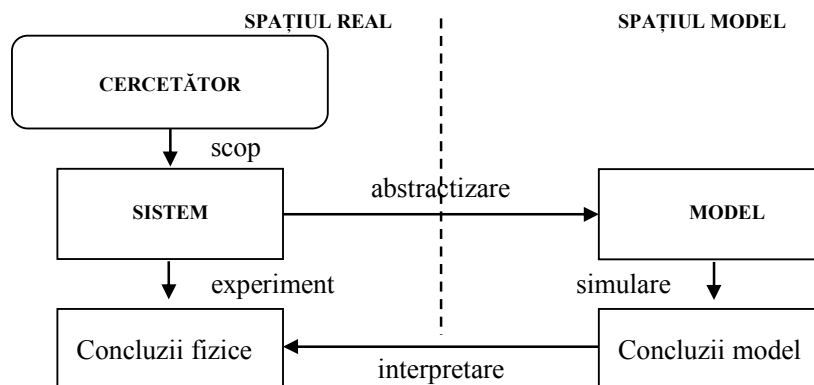 SPAȚIUL REAL
SPAȚIUL MODEL
CERCETĂTOR
scop
abstractizare
SISTEM
MODEL
experiment
simulare
Concluzii fizice
Concluzii model
interpretare